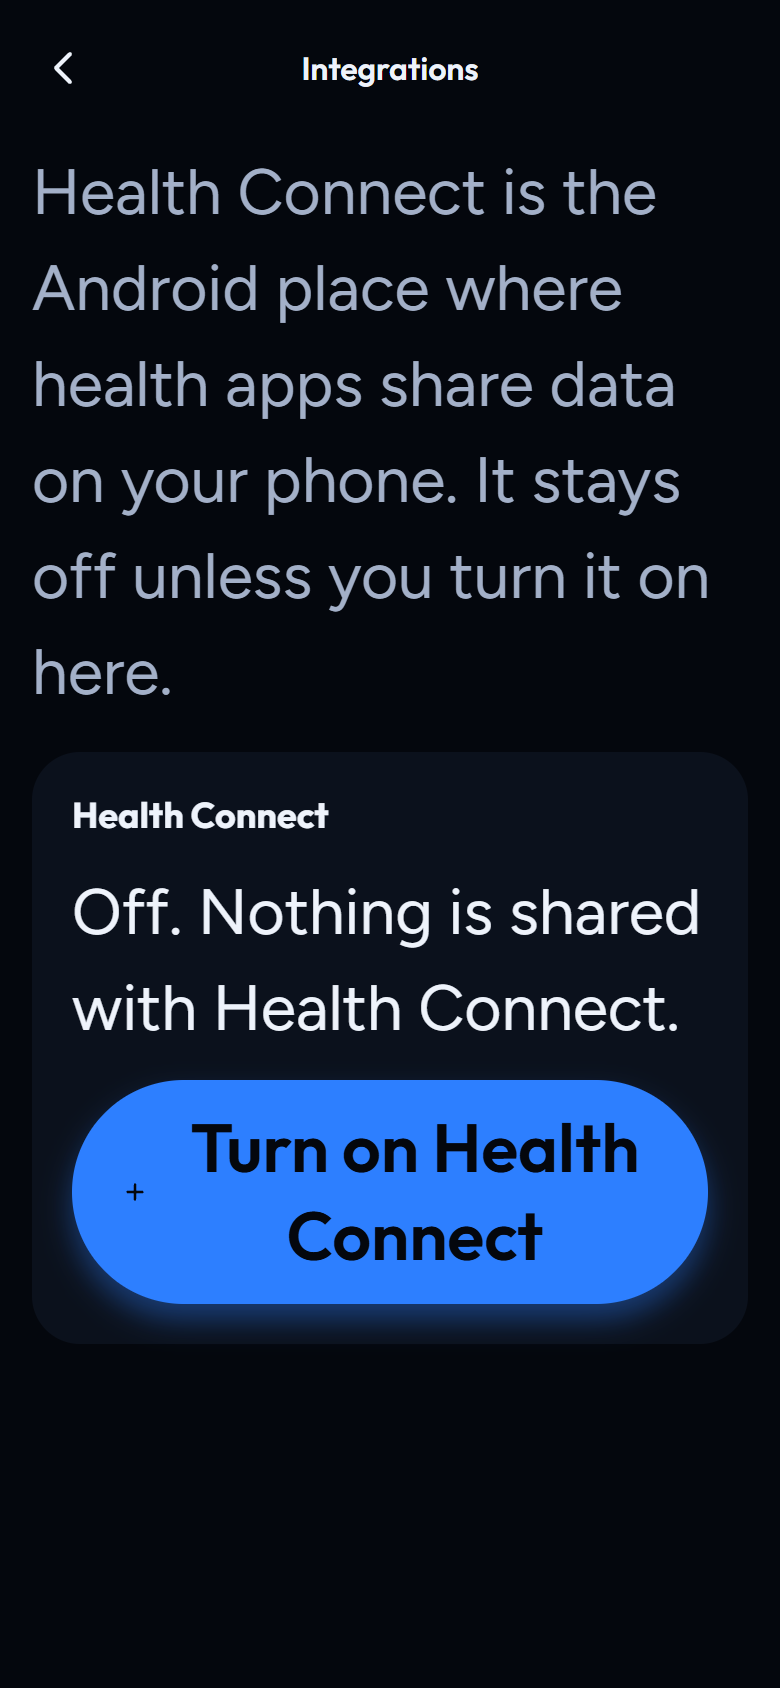 Integrations
Health Connect is the
Android place where
health apps share data
on your phone. It stays
off unless you turn it on
here.
Health Connect
Off. Nothing is shared
with Health Connect.
Turn on Health
Connect